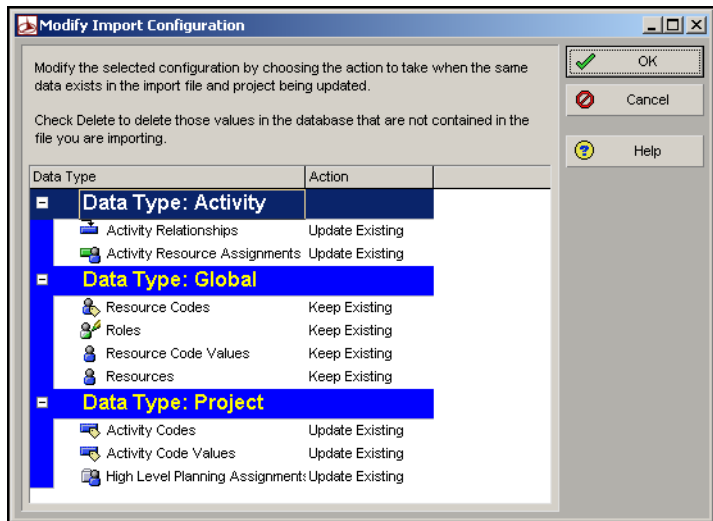 Modify Import Configuration
Modify the selected configuration by choosing the action to take when the same
data exists in the import file and project being updated.
Check Delete to delete those values in the database that are not contained in the
file you are importing.
OK
Cancel
Help
Data Type Action
Data Type: Activity
Activity Relationships Update Existing
Activity Resource Assignments Update Existing
Data Type: Global
Resource Codes Keep Existing
Roles Keep Existing
Resource Code Values Keep Existing
Resources Keep Existing
Data Type: Project
Activity Codes Update Existing
Activity Code Values Update Existing
High Level Planning Assignment Update Existing